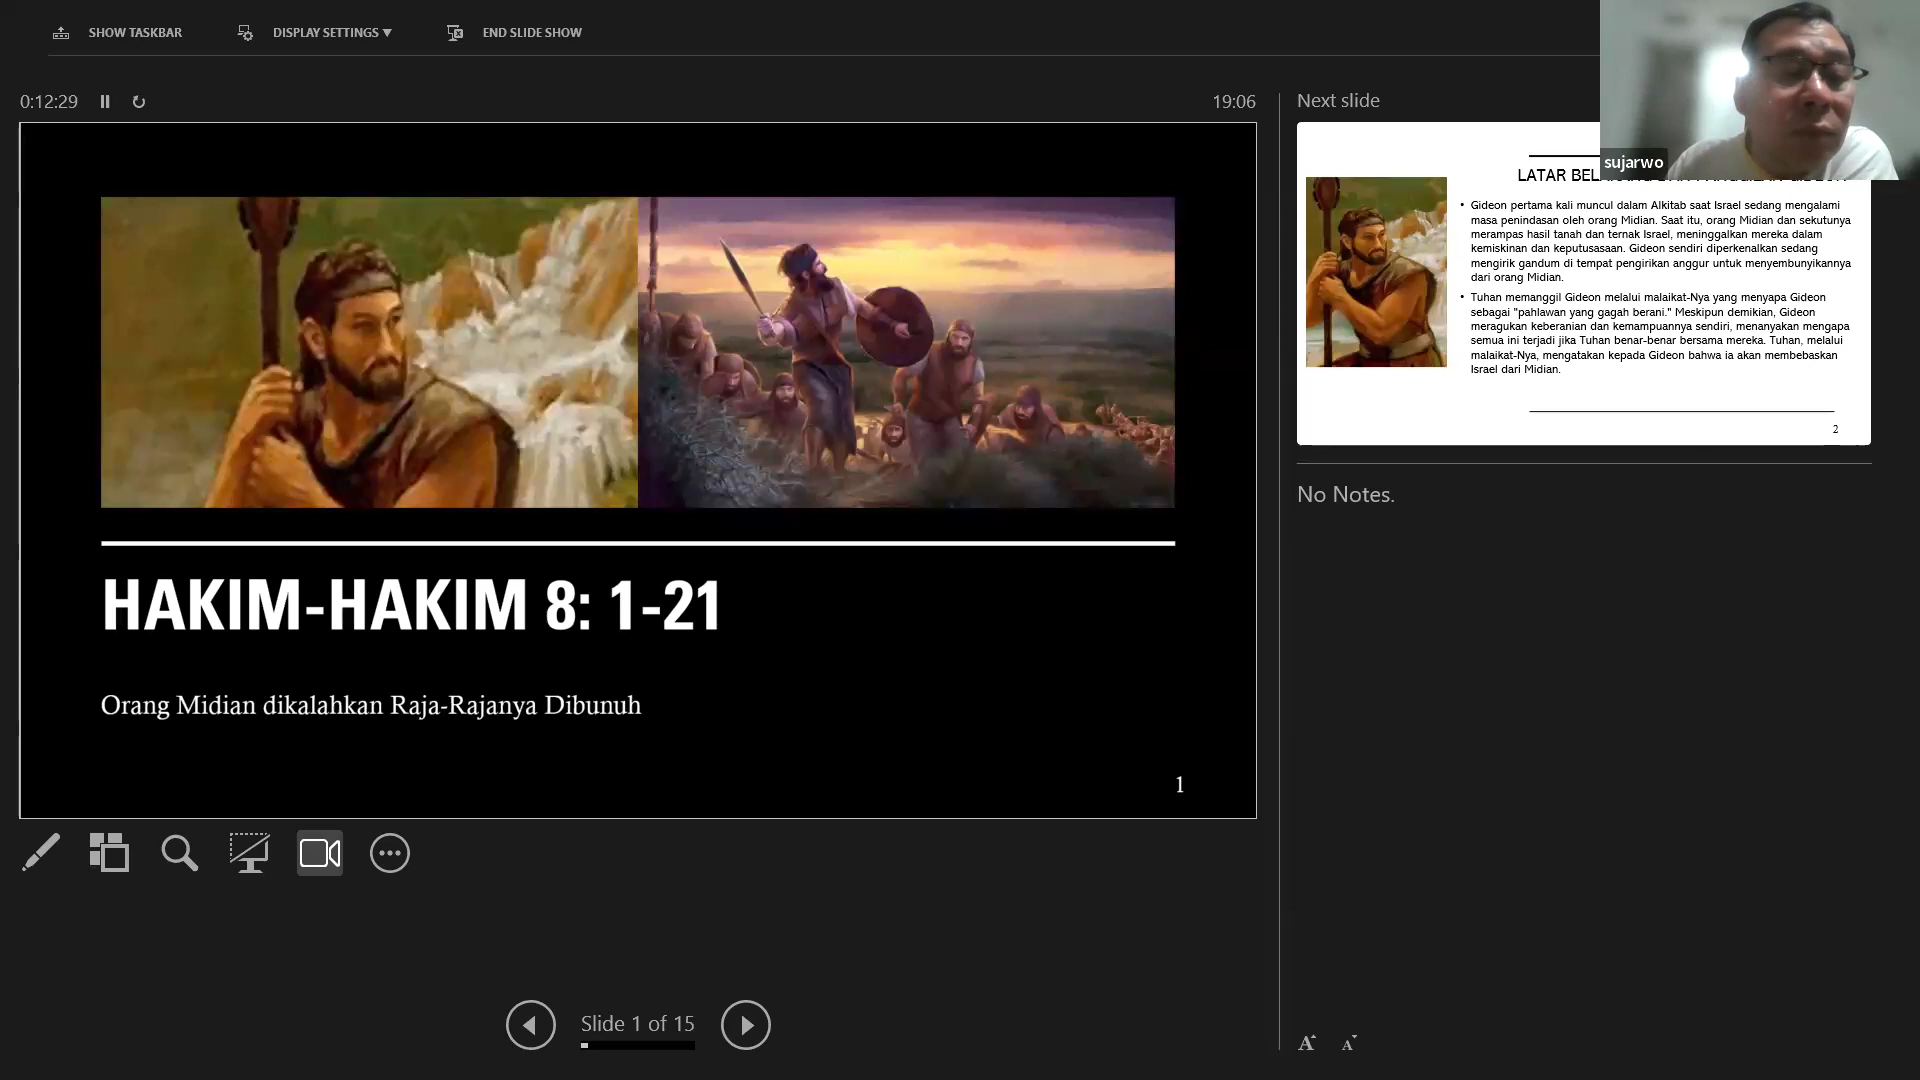 SHOW TASKBAR
DISPLAY SETTINGS ▼
END SLIDE SHOW
0:12:29
19:06
Next slide
sujarwo
HAKIM-HAKIM 8: 1-21
Orang Midian dikalahkan Raja-Rajanya Dibunuh
1
LATAR
• Gideon pertama kali muncul dalam Alkitab saat Israel sedang mengalami
masa penindasan oleh orang Midian. Saat itu, orang Midian dan sekutunya
merampas hasil tanah dan ternak Israel, meninggalkan mereka dalam
kemiskinan dan keputusasaan. Gideon sendiri diperkenalkan sedang
mengirik gandum di tempat pengirikan anggur untuk menyembunyikannya
dari orang Midian.
• Tuhan memanggil Gideon melalui malaikat-Nya yang menyapa Gideon
sebagai "pahlawan yang gagah berani." Meskipun demikian, Gideon
meragukan keberanian dan kemampuannya sendiri, menanyakan mengapa
semua ini terjadi jika Tuhan benar-benar bersama mereka. Tuhan, melalui
malaikat-Nya, mengatakan kepada Gideon bahwa ia akan membebaskan
Israel dari Midian.
2
No Notes.
Slide 1 of 15
A A